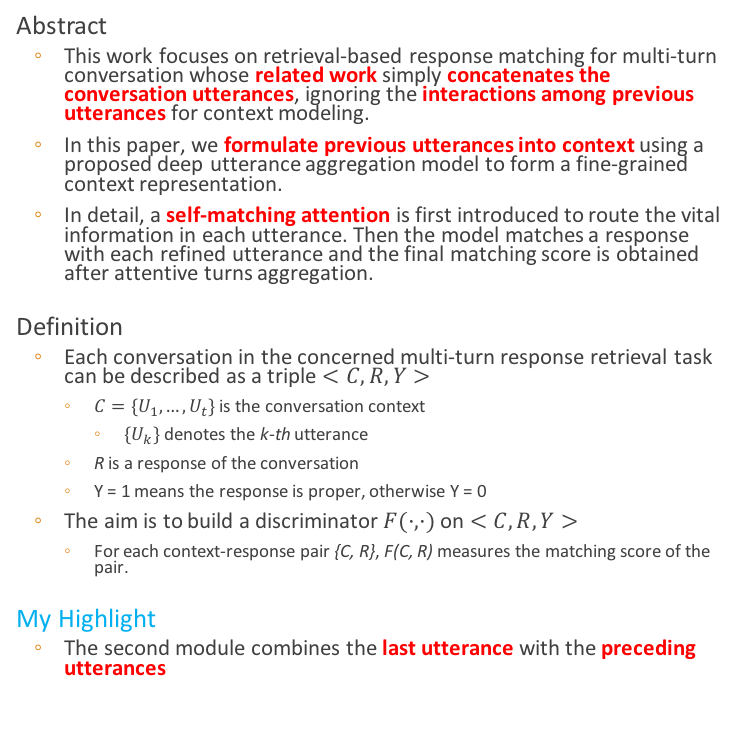 Abstract
◦ This work focuses on retrieval-based response matching for multi-turn
conversation whose related work simply concatenates the
conversation utterances, ignoring the interactions among previous
utterances for context modeling.
◦ In this paper, we formulate previous utterances into context using a
proposed deep utterance aggregation model to form a fine-grained
context representation.
◦ In detail, a self-matching attention is first introduced to route the vital
information in each utterance. Then the model matches a response
with each refined utterance and the final matching score is obtained
after attentive turns aggregation.
Definition
◦ Each conversation in the concerned multi-turn response retrieval task
can be described as a triple < C, R, Y >
◦ C = {U₁, …, Uₜ} is the conversation context
◦ {Uₖ} denotes the k-th utterance
◦ R is a response of the conversation
◦ Y = 1 means the response is proper, otherwise Y = 0
◦ The aim is to build a discriminator F(·,·) on < C, R, Y >
◦ For each context-response pair {C, R}, F(C, R) measures the matching score of the
pair.
My Highlight
◦ The second module combines the last utterance with the preceding
utterances